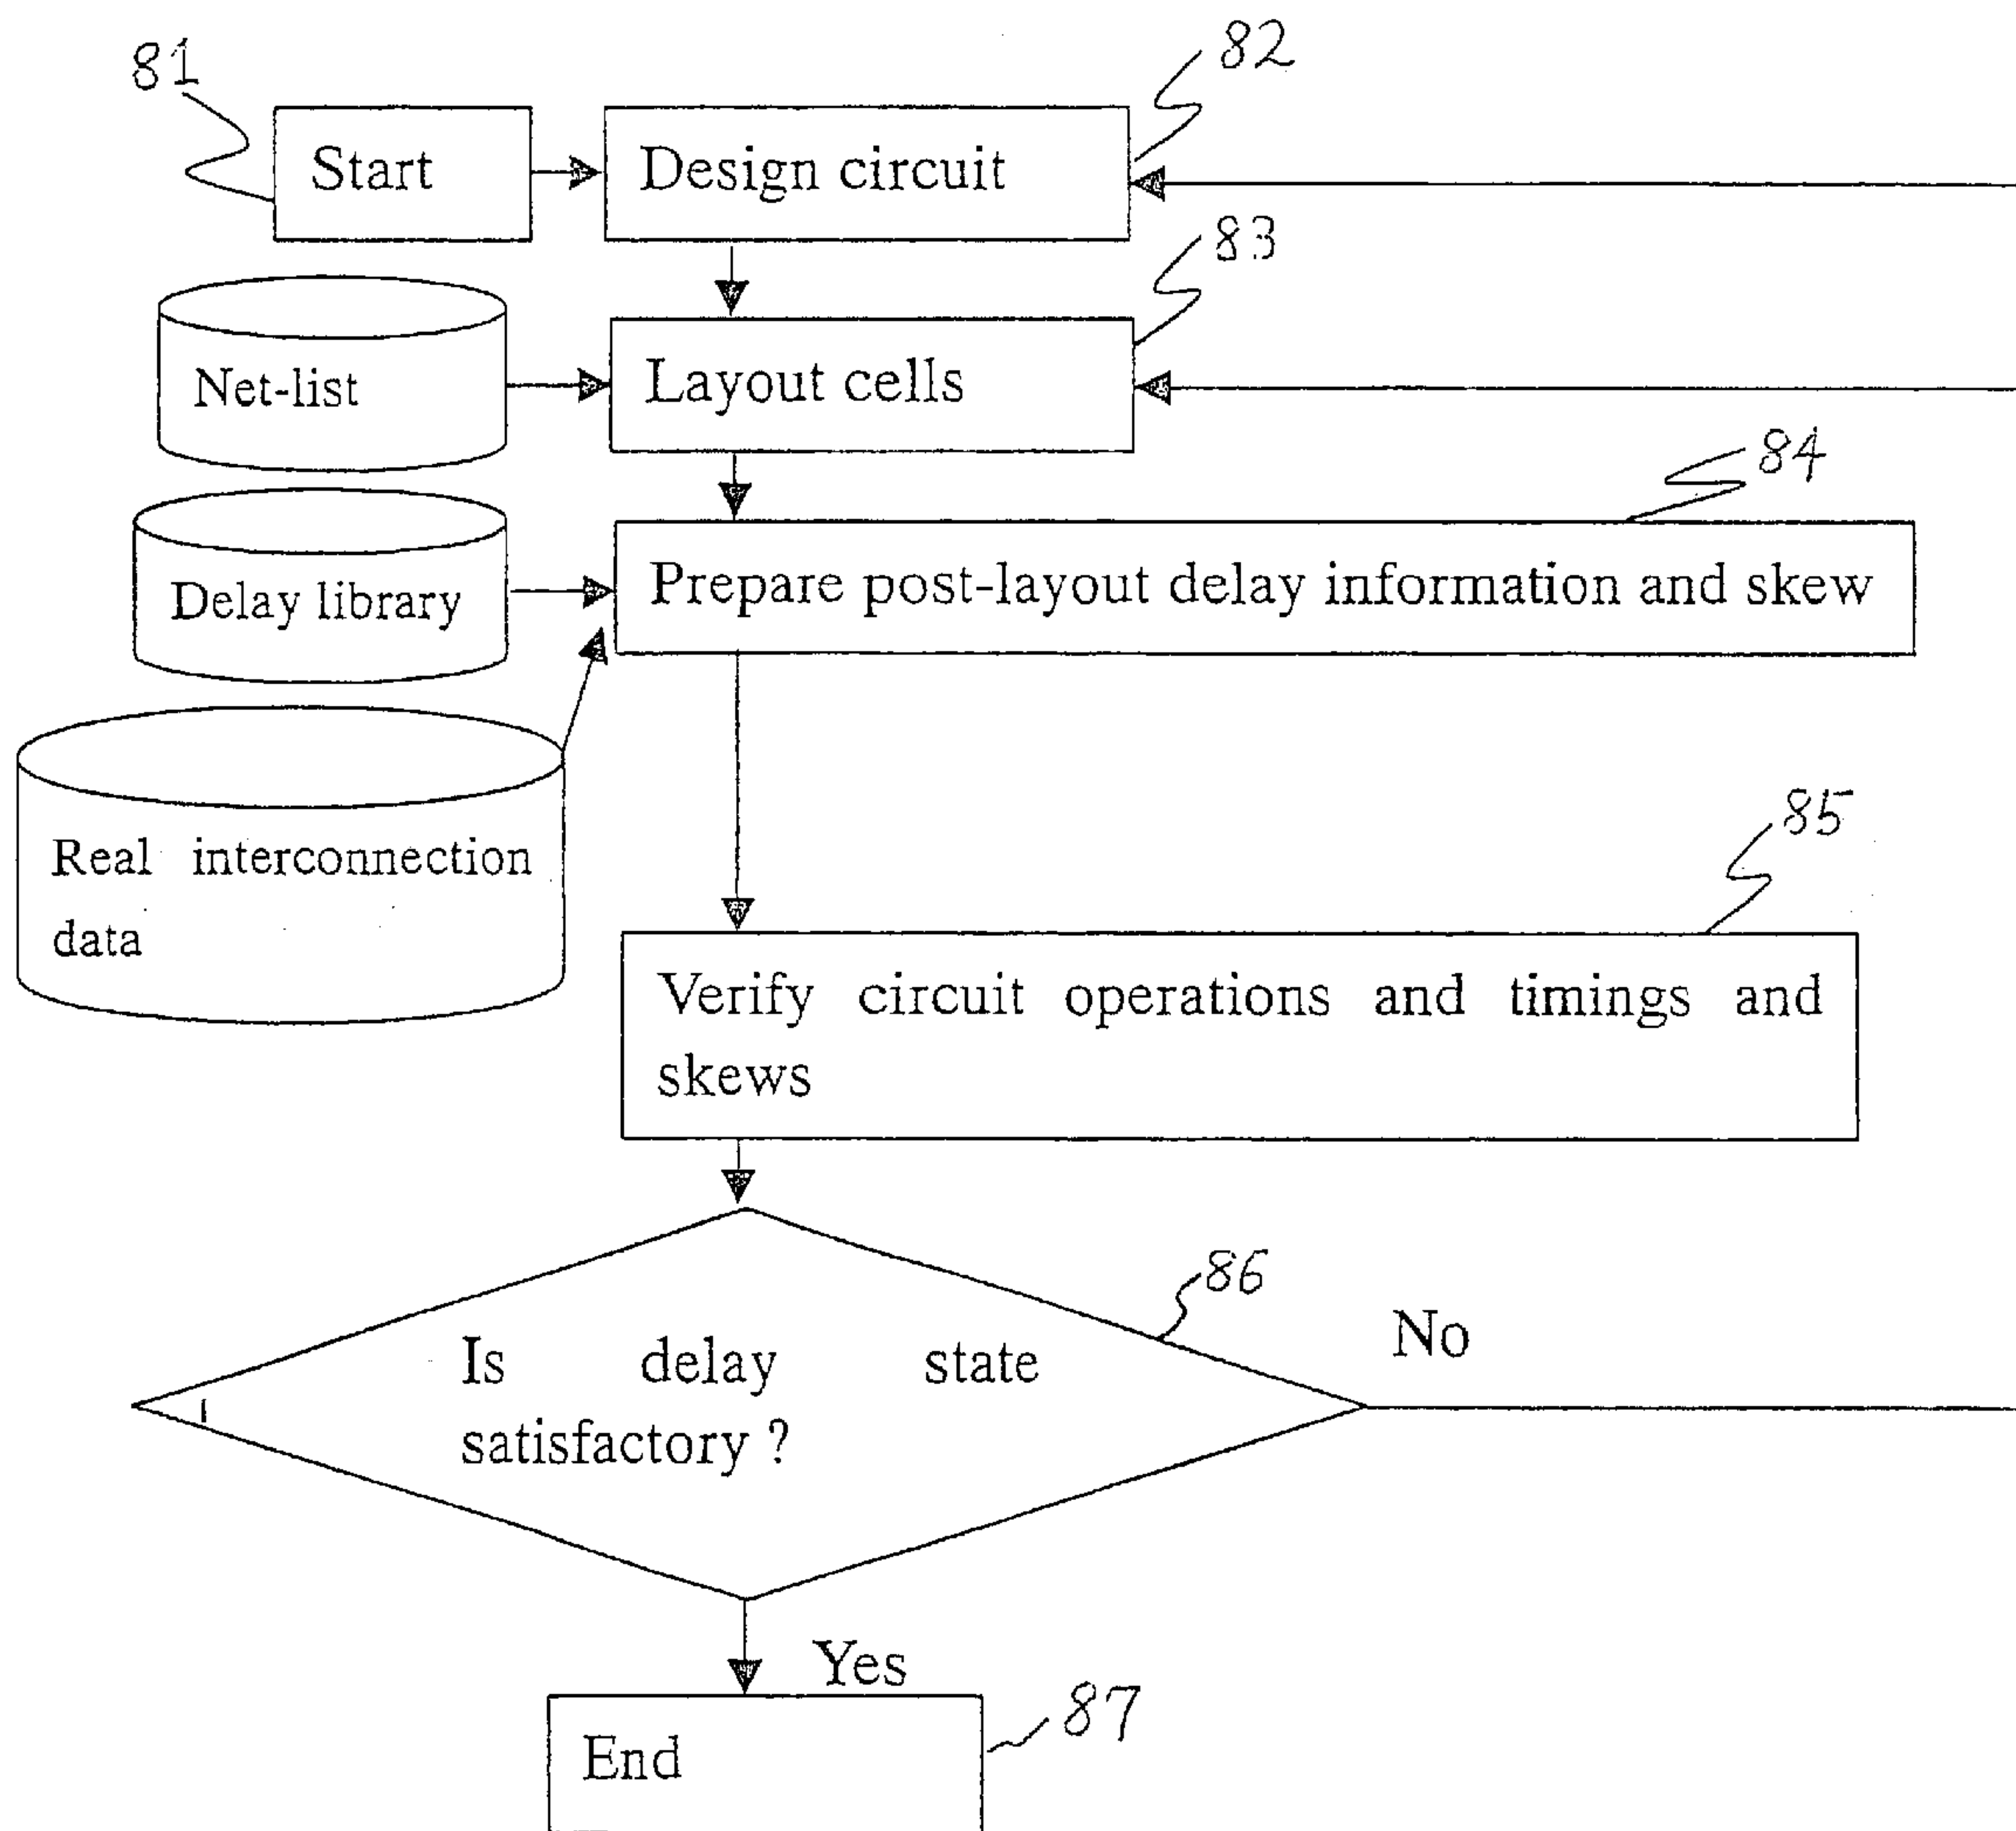 81
82
Start
Design circuit
83
Net-list
Layout cells
84
Delay library
Prepare post-layout delay information and skew
Real interconnection
data
85
Verify circuit operations and timings and
skews
86
No
Is delay state
satisfactory ?
Yes
87
End